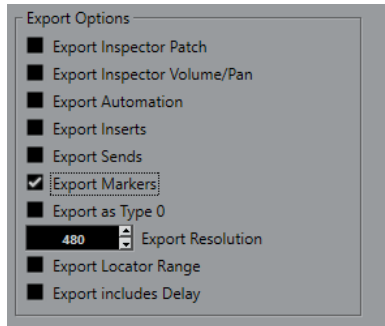 Export Options
Export Inspector Patch
Export Inspector Volume/Pan
Export Automation
Export Inserts
Export Sends
Export Markers
Export as Type 0
480 Export Resolution
Export Locator Range
Export includes Delay